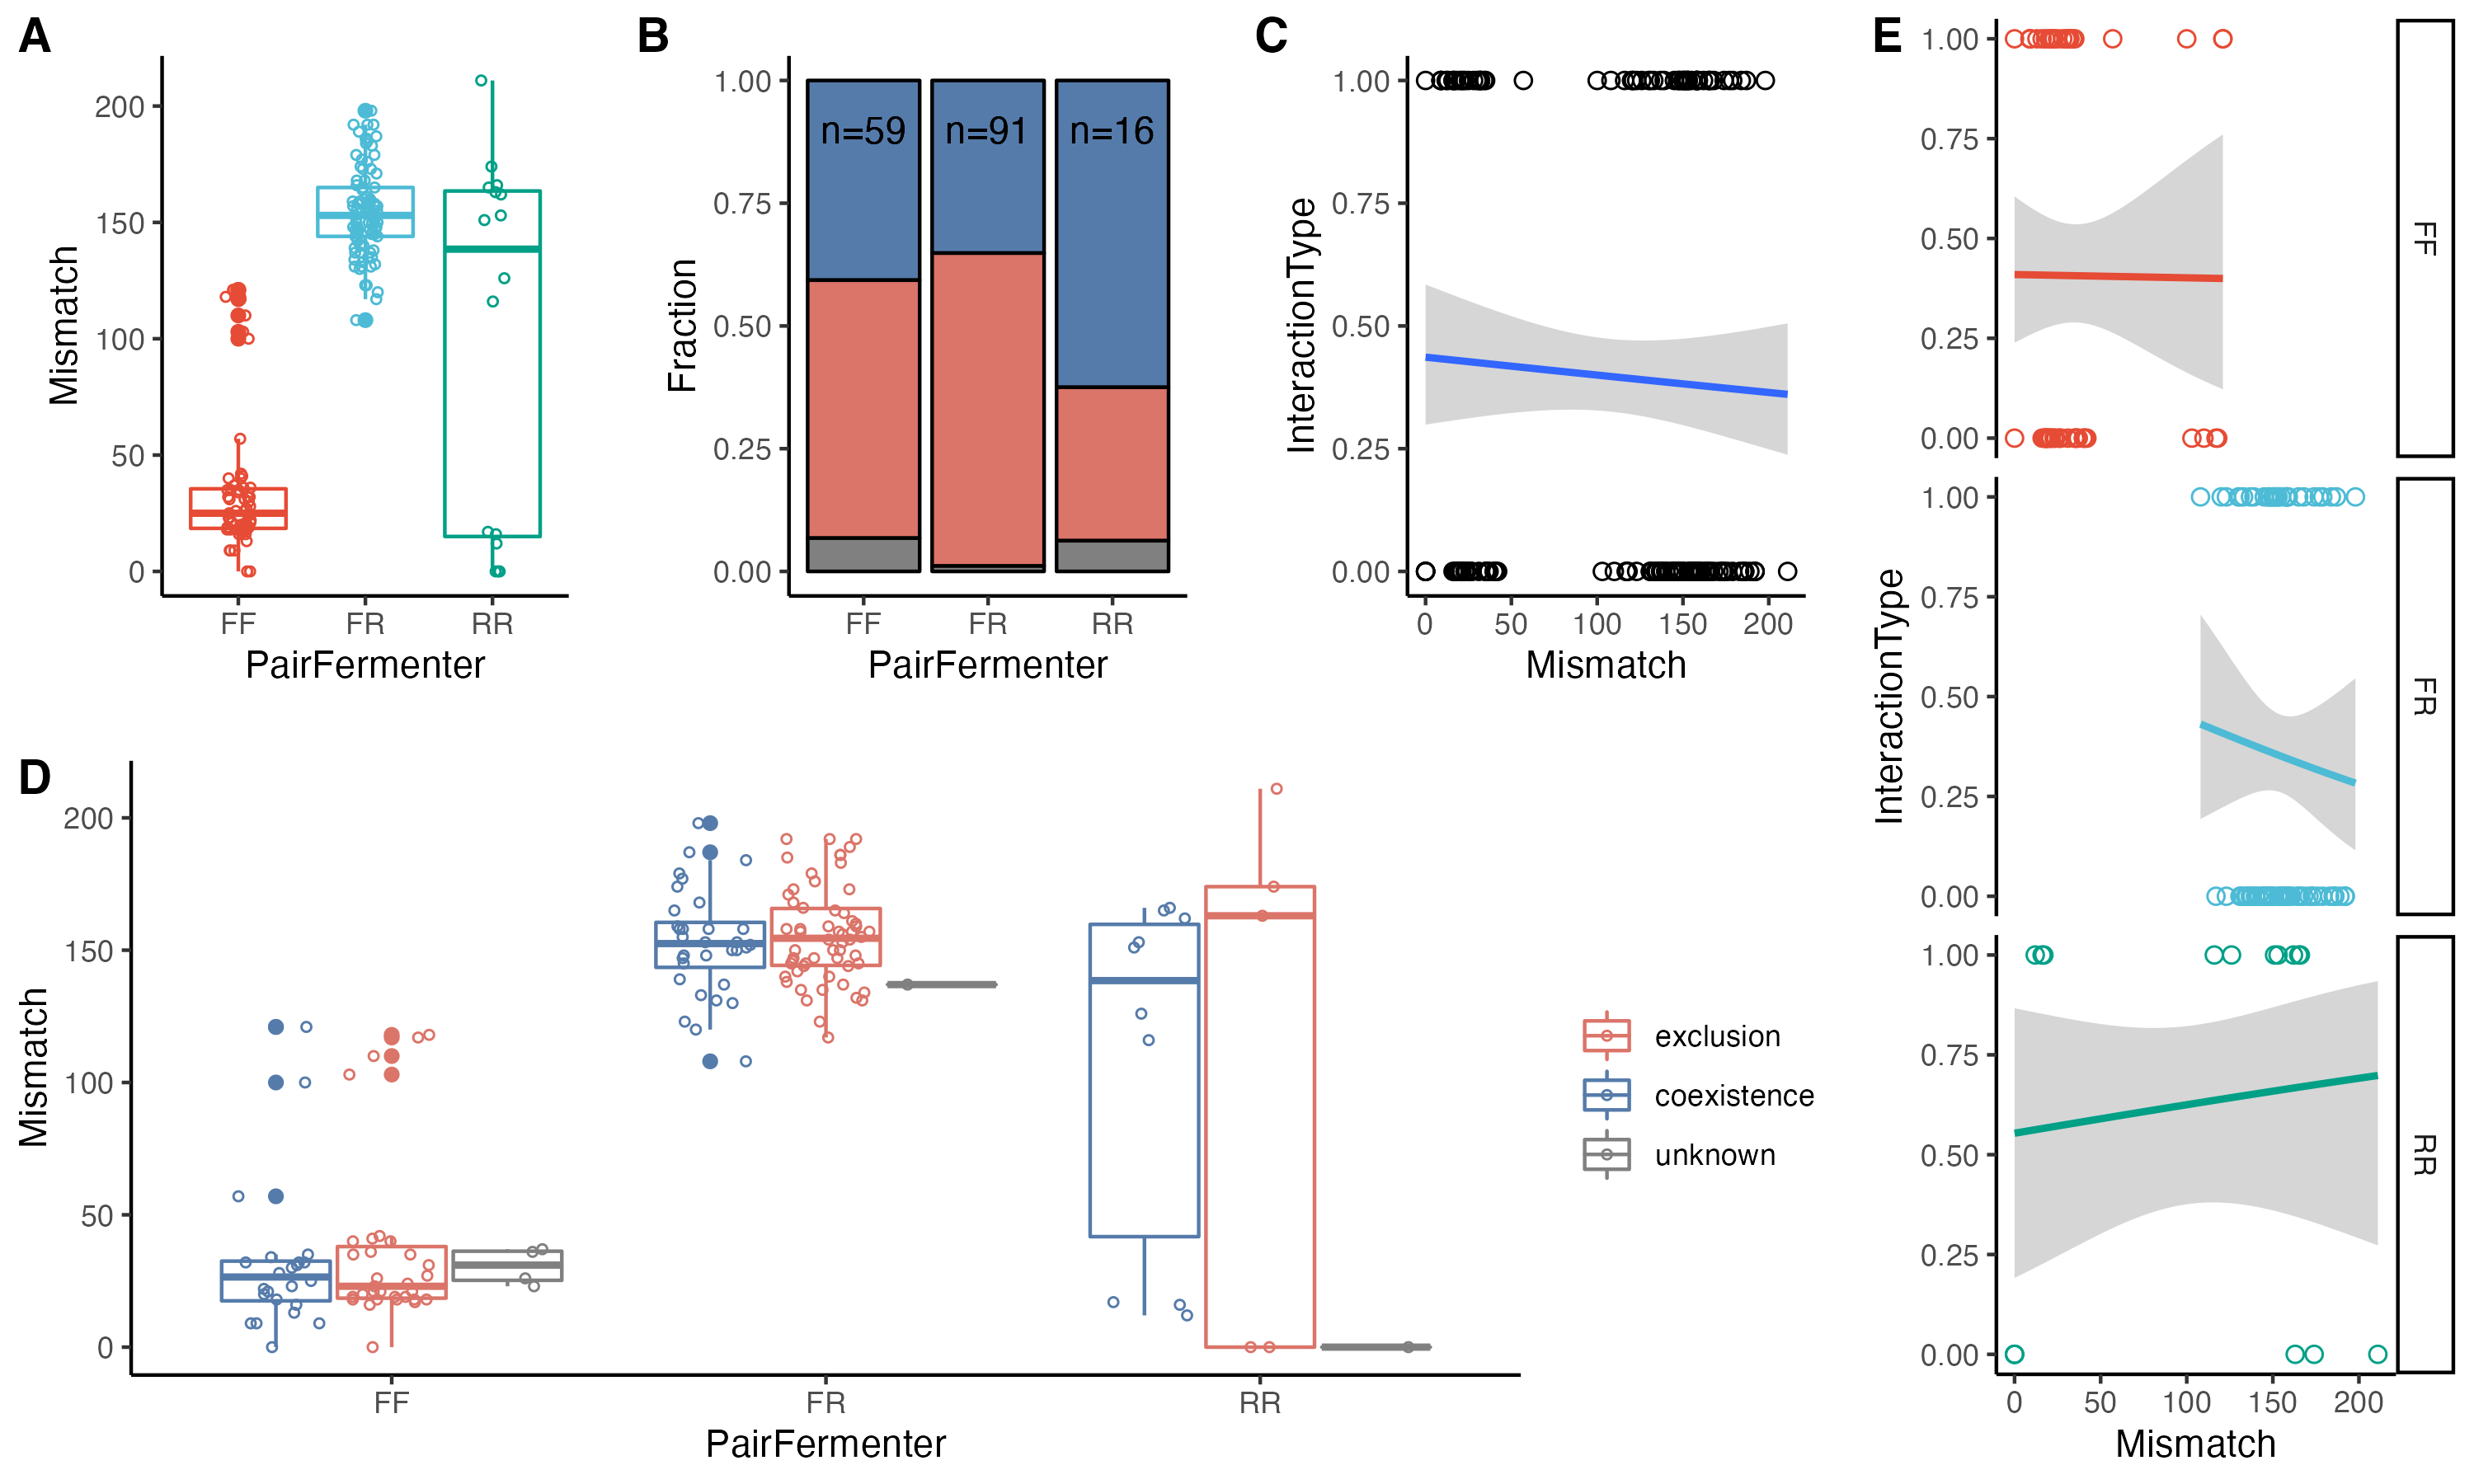 A
Mismatch
200
150
100
50
0
FF FR RR
PairFermenter
B
Fraction
1.00
0.75
0.50
0.25
0.00
n=59 n=91 n=16
FF FR RR
PairFermenter
C
InteractionType
1.00
0.75
0.50
0.25
0.00
0 50 100 150 200
Mismatch
D
Mismatch
200
150
100
50
0
FF FR RR
PairFermenter
exclusion
coexistence
unknown
E
InteractionType
1.00
0.75
0.50
0.25
0.00
FF
1.00
0.75
0.50
0.25
0.00
FR
1.00
0.75
0.50
0.25
0.00
RR
0 50 100 150 200
Mismatch